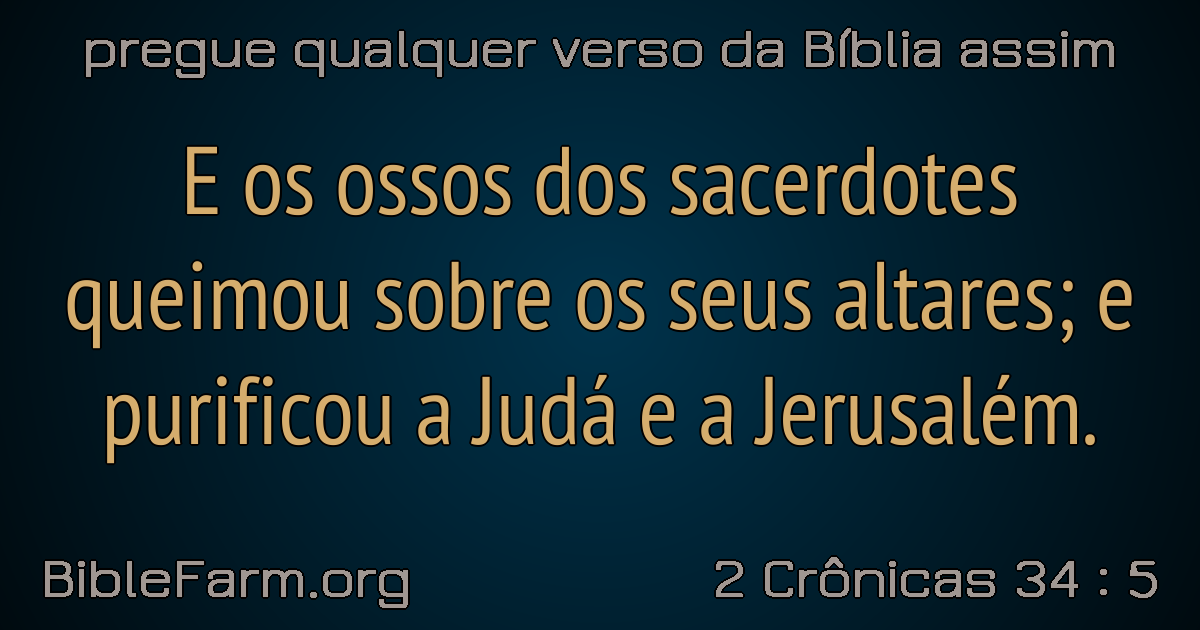 pregue qualquer verso da Bíblia assim
E os ossos dos sacerdotes
queimou sobre os seus altares; e
purificou a Judá e a Jerusalém.
BibleFarm.org
2 Crônicas 34 : 5